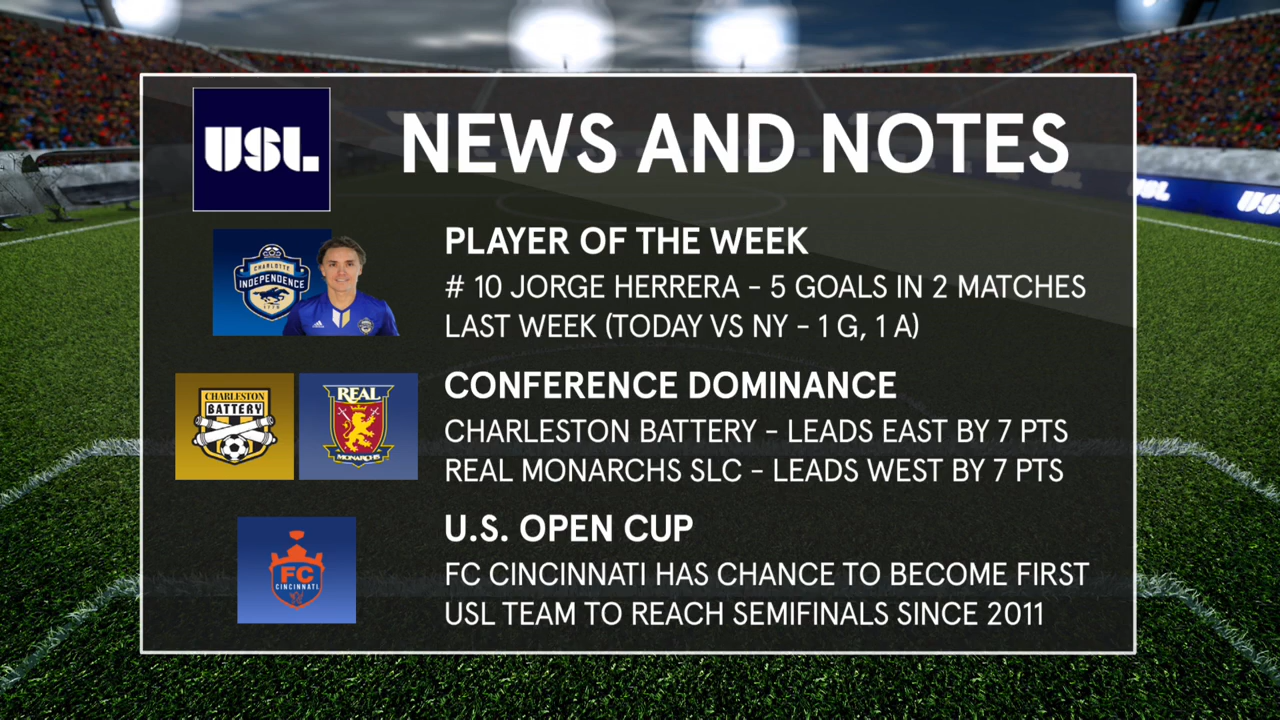 USL
NEWS AND NOTES
PLAYER OF THE WEEK
# 10 JORGE HERRERA - 5 GOALS IN 2 MATCHES
LAST WEEK (TODAY VS NY - 1 G, 1 A)
CHARLOTTE
INDEPENDENCE
CONFERENCE DOMINANCE
CHARLESTON BATTERY - LEADS EAST BY 7 PTS
REAL MONARCHS SLC - LEADS WEST BY 7 PTS
CHARLESTON
BATTERY
REAL
MONARCHS
U.S. OPEN CUP
FC CINCINNATI HAS CHANCE TO BECOME FIRST
USL TEAM TO REACH SEMIFINALS SINCE 2011
FC
CINCINNATI
USL